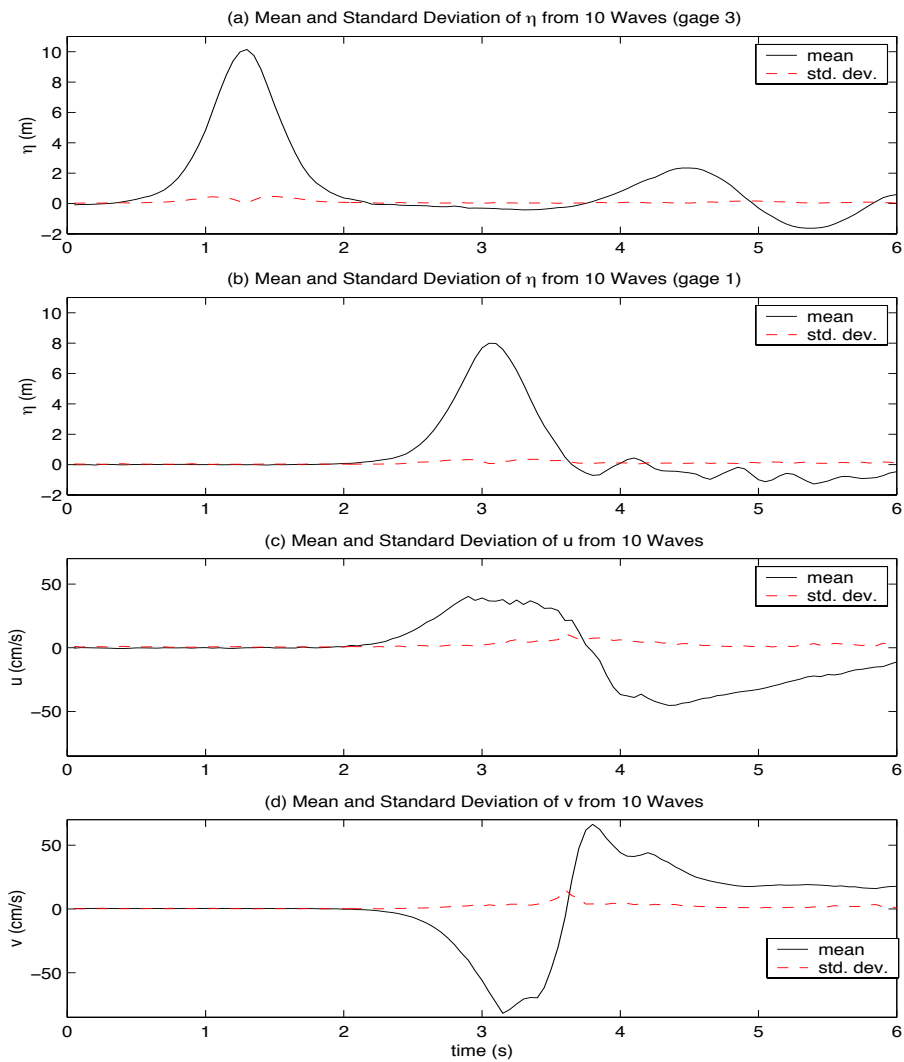 (a) Mean and Standard Deviation of η from 10 Waves (gage 3)
10
8
6
4
2
0
−2
η (m)
mean
std. dev.
0 1 2 3 4 5 6
(b) Mean and Standard Deviation of η from 10 Waves (gage 1)
10
8
6
4
2
0
−2
η (m)
mean
std. dev.
0 1 2 3 4 5 6
(c) Mean and Standard Deviation of u from 10 Waves
50
0
−50
u (cm/s)
mean
std. dev.
0 1 2 3 4 5 6
(d) Mean and Standard Deviation of v from 10 Waves
50
0
−50
v (cm/s)
mean
std. dev.
0 1 2 3 4 5 6
time (s)